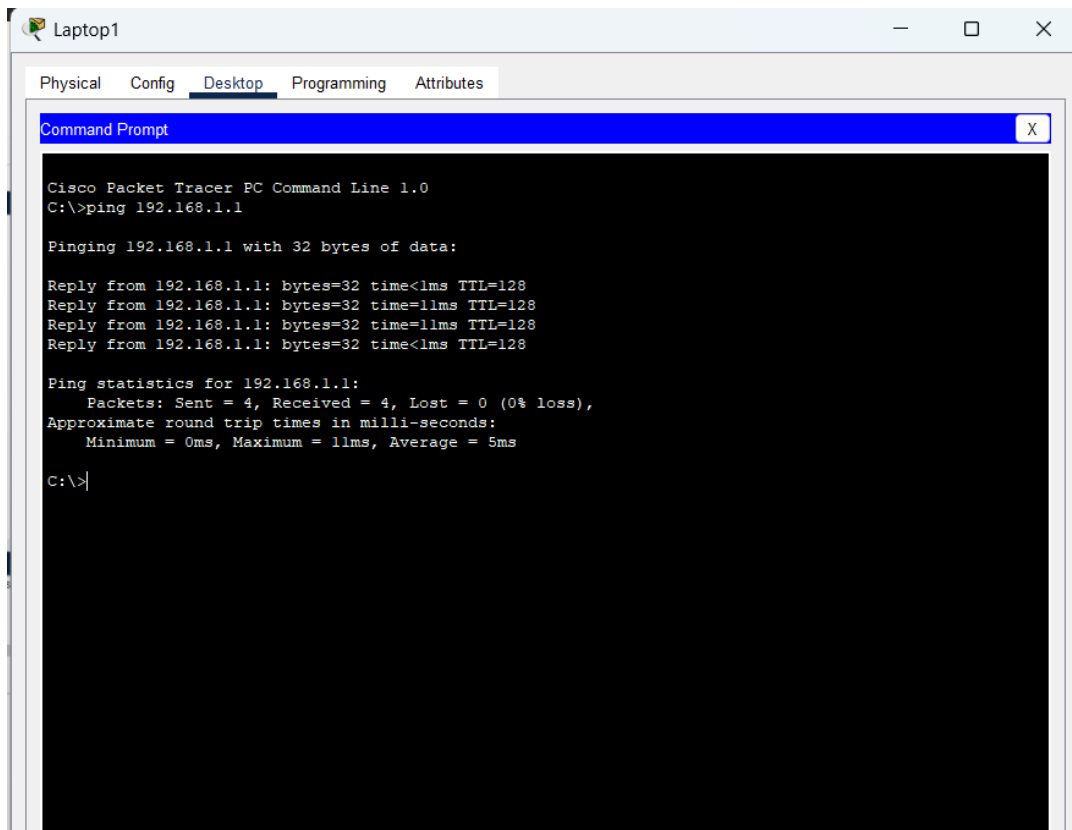 Laptop1
Physical Config Desktop Programming Attributes
Command Prompt
X
Cisco Packet Tracer PC Command Line 1.0
C:\>ping 192.168.1.1
Pinging 192.168.1.1 with 32 bytes of data:
Reply from 192.168.1.1: bytes=32 time<1ms TTL=128
Reply from 192.168.1.1: bytes=32 time=11ms TTL=128
Reply from 192.168.1.1: bytes=32 time=11ms TTL=128
Reply from 192.168.1.1: bytes=32 time<1ms TTL=128
Ping statistics for 192.168.1.1:
Packets: Sent = 4, Received = 4, Lost = 0 (0% loss),
Approximate round trip times in milli-seconds:
Minimum = 0ms, Maximum = 11ms, Average = 5ms
C:\>